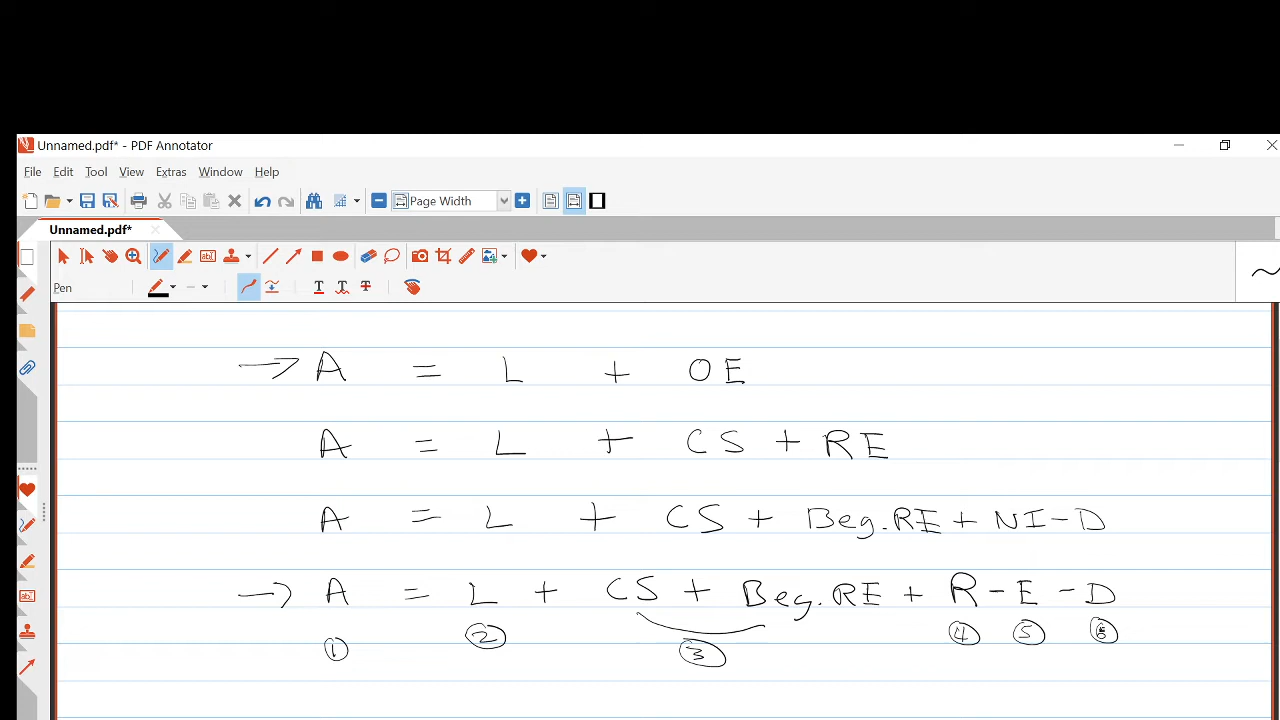 Unnamed.pdf* - PDF Annotator
File Edit Tool View Extras Window Help
Page Width
Unnamed.pdf*
Pen
→ A = L + OE
A = L + CS + RE
A = L + CS + Beg.RE + NI - D
→ A = L + CS + Beg.RE + R - E - D
① ② ③ ④ ⑤ ⑥